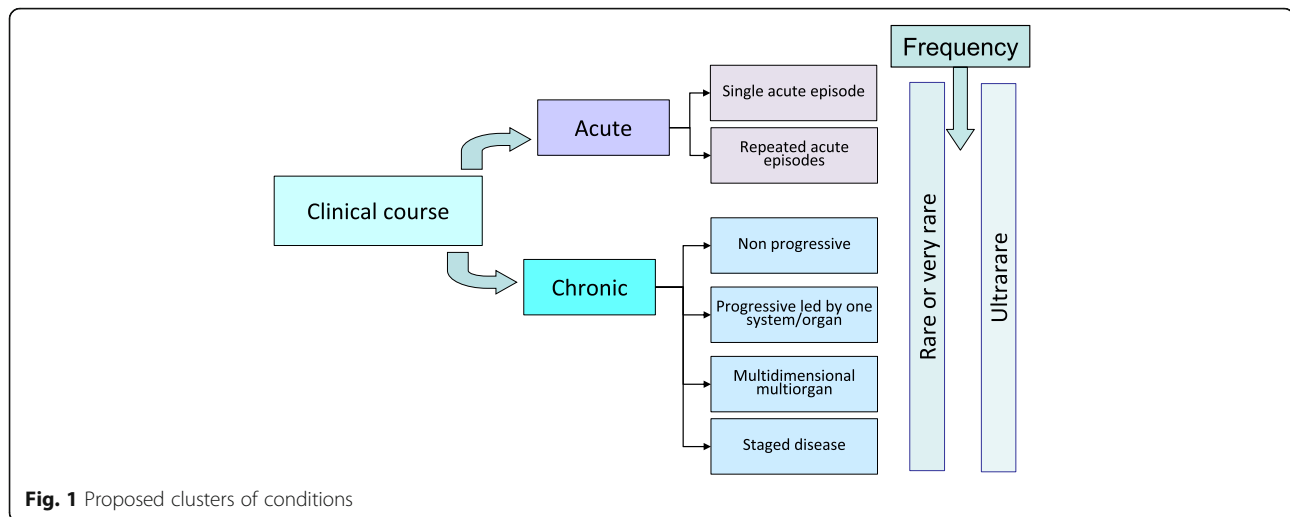 Frequency
Single acute episode
Acute
Repeated acute
episodes
Clinical course
Non progressive
Chronic
Progressive led by one
system/organ
Multidimensional
multiorgan
Staged disease
Rare or very rare
Ultrarare
Fig. 1 Proposed clusters of conditions